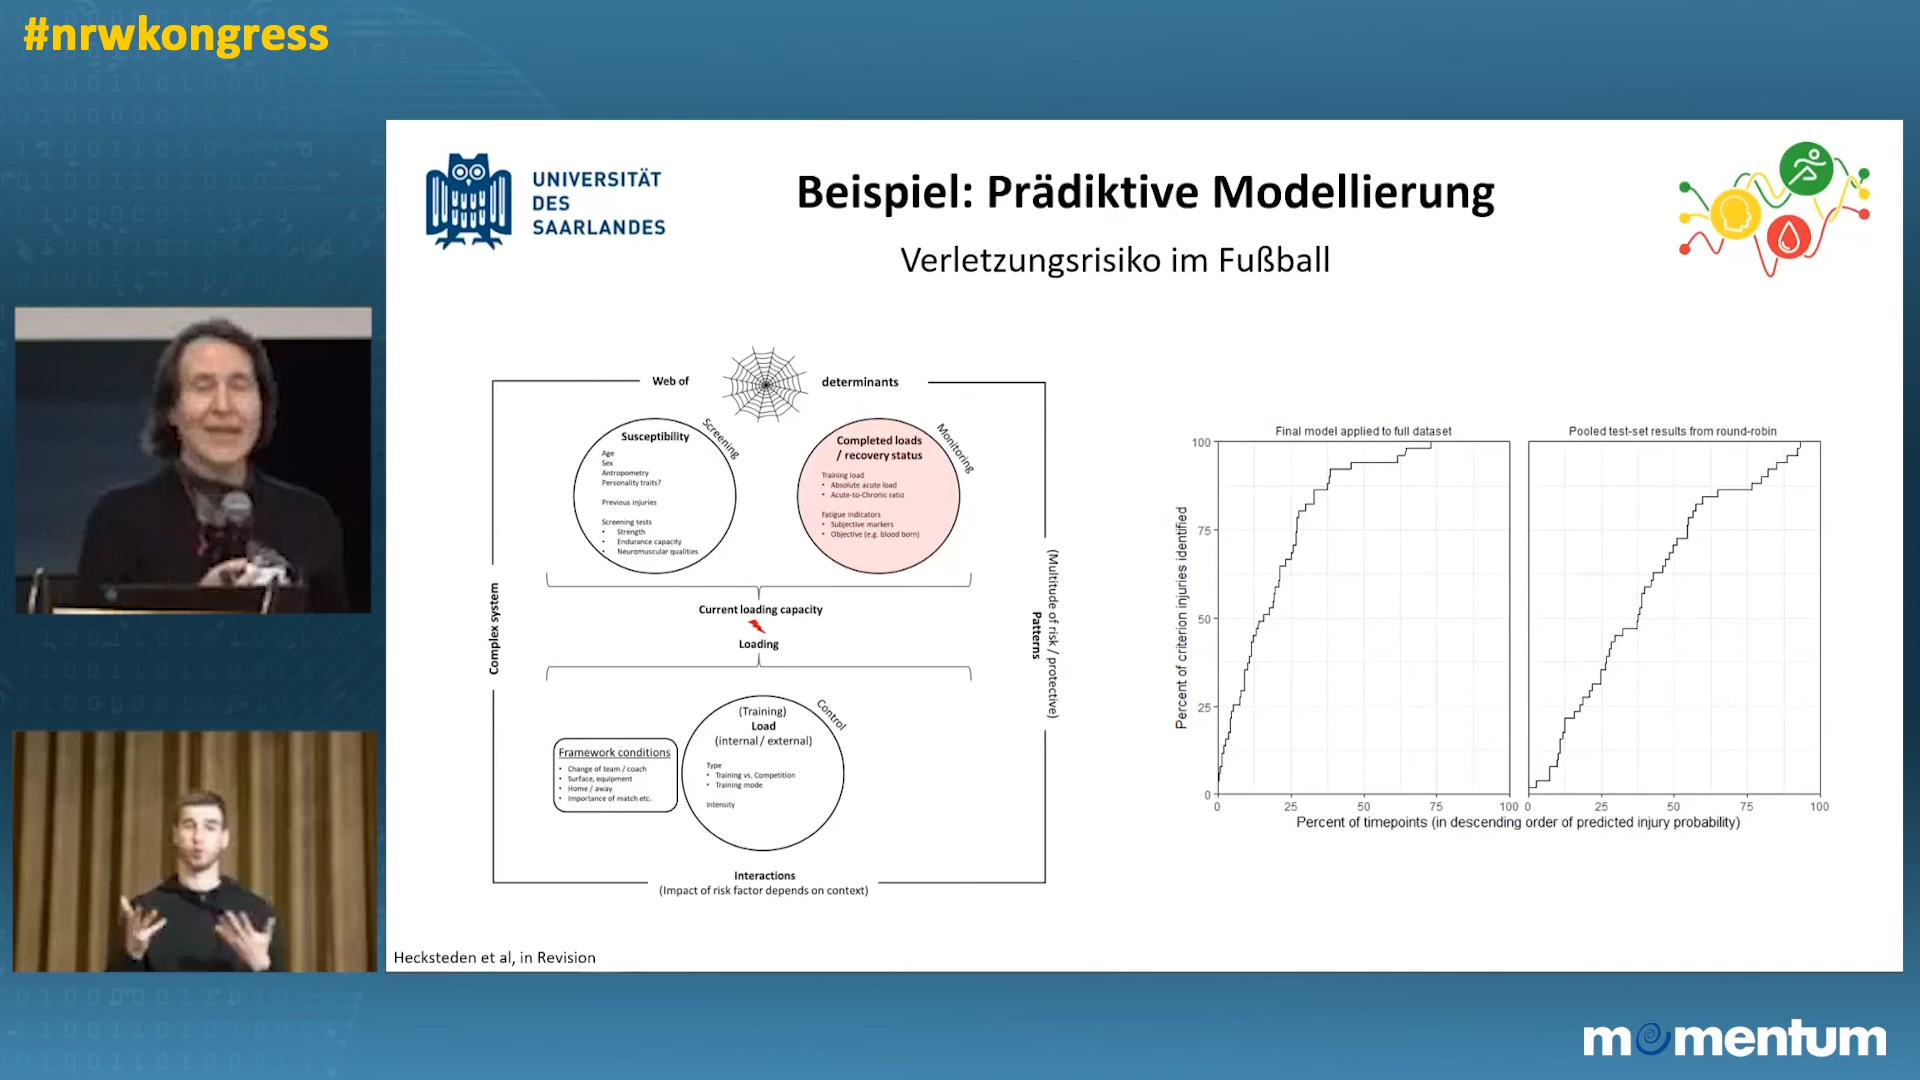 #nrwkongress
UNIVERSITÄT
DES
SAARLANDES
Beispiel: Prädiktive Modellierung
Verletzungsrisiko im Fußball
Web of
determinants
Susceptibility
Screening
Age
Sex
Antropometry
Personality traits?
Previous injuries
Screening tests
• Strength
• Endurance capacity
• Neuromuscular qualities
Completed loads
/ recovery status
Monitoring
Training load
• Absolute acute load
• Acute-to-Chronic ratio
Fatigue indicators
• Subjective markers
• Objective (e.g. blood born)
Current loading capacity
Loading
Complex system
Patterns
(Multitude of risk / protective)
(Training)
Load
(internal / external)
Control
Type
• Training vs. Competition
• Training mode
Intensity
Framework conditions
• Change of team / coach
• Surface, equipment
• Home / away
• Importance of match etc.
Interactions
(Impact of risk factor depends on context)
Final model applied to full dataset
Pooled test-set results from round-robin
Percent of criterion injuries identified
100
75
50
25
0
0 25 50 75 100
0 25 50 75 100
Percent of timepoints (in descending order of predicted injury probability)
Hecksteden et al, in Revision
momentum